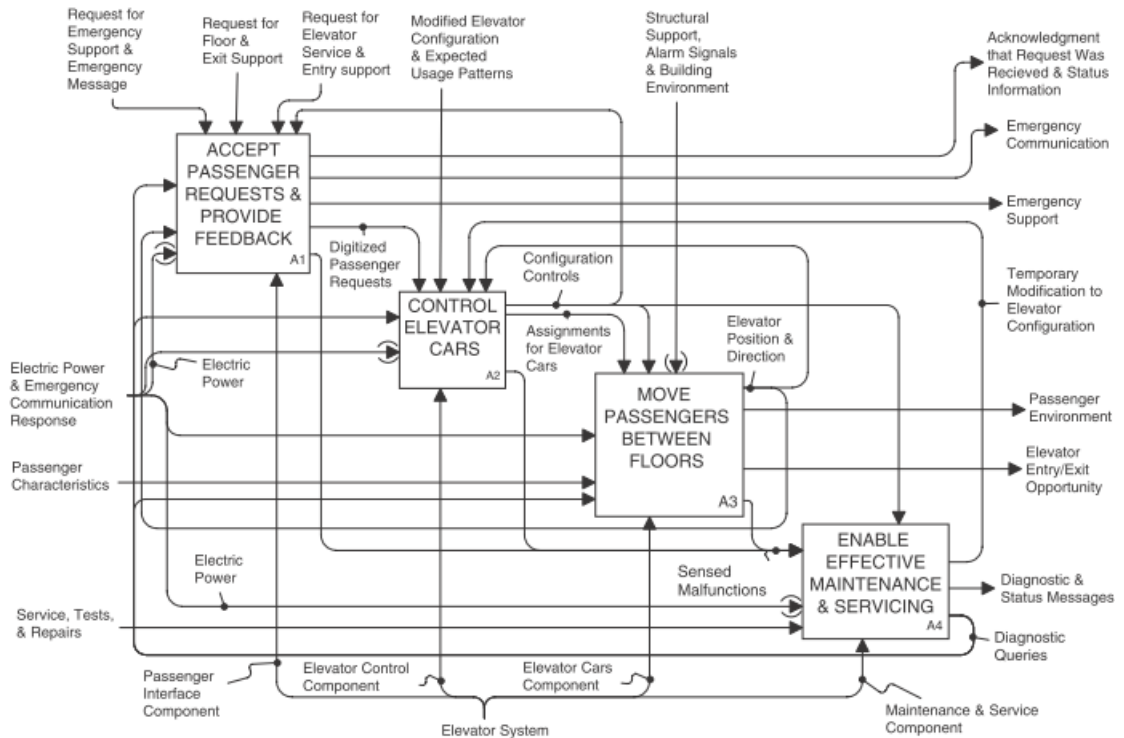 Request for
Emergency
Support &
Emergency
Message
Request for
Floor &
Exit Support
Request for
Elevator
Service &
Entry support
Modified Elevator
Configuration
& Expected
Usage Patterns
Structural
Support,
Alarm Signals
& Building
Environment
Acknowledgment
that Request Was
Recieved & Status
Information
Emergency
Communication
Emergency
Support
ACCEPT
PASSENGER
REQUESTS &
PROVIDE
FEEDBACK
A1
Digitized
Passenger
Requests
Configuration
Controls
Temporary
Modification to
Elevator
Configuration
CONTROL
ELEVATOR
CARS
A2
Assignments
for Elevator
Cars
Elevator
Position &
Direction
Electric Power
& Emergency
Communication
Response
Electric
Power
MOVE
PASSENGERS
BETWEEN
FLOORS
A3
Passenger
Environment
Elevator
Entry/Exit
Opportunity
Passenger
Characteristics
Electric
Power
Sensed
Malfunctions
ENABLE
EFFECTIVE
MAINTENANCE
& SERVICING
A4
Diagnostic &
Status Messages
Service, Tests,
& Repairs
Diagnostic
Queries
Passenger
Interface
Component
Elevator Control
Component
Elevator Cars
Component
Maintenance & Service
Component
Elevator System